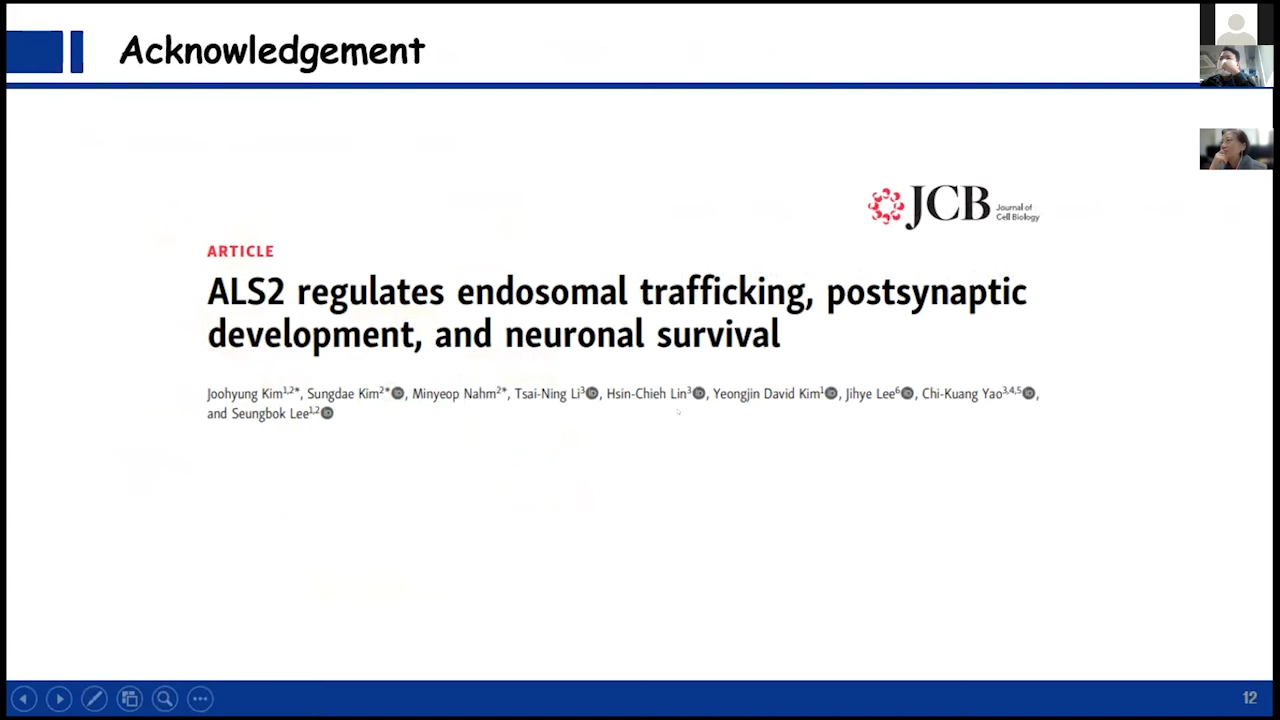 Acknowledgement
JCB Journal of
Cell Biology
ARTICLE
ALS2 regulates endosomal trafficking, postsynaptic
development, and neuronal survival
Joohyung Kim1,2*, Sungdae Kim2*, Minyeop Nahm2*, Tsai-Ning Li3, Hsin-Chieh Lin3, Yeongjin David Kim1, Jihye Lee6, Chi-Kuang Yao3,4,5,
and Seungbok Lee1,2
12